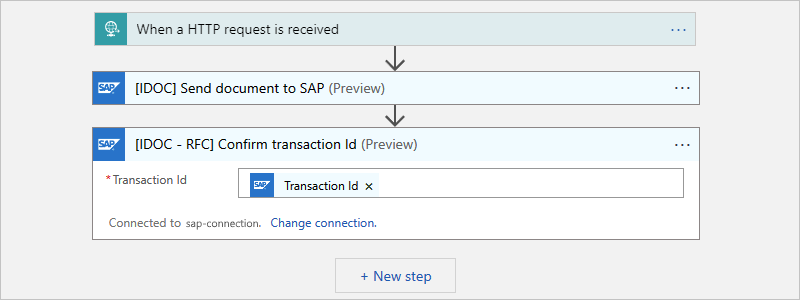 When a HTTP request is received ...
SAP [IDOC] Send document to SAP (Preview) ...
SAP [IDOC - RFC] Confirm transaction Id (Preview) ...
* Transaction Id SAP Transaction Id ×
Connected to sap-connection. Change connection.
+ New step